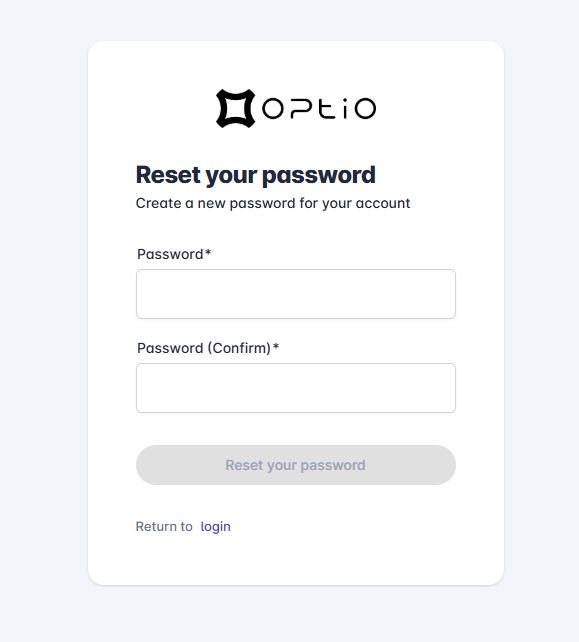 OPTIO
Reset your password
Create a new password for your account
Password*
Password (Confirm)*
Reset your password
Return to login